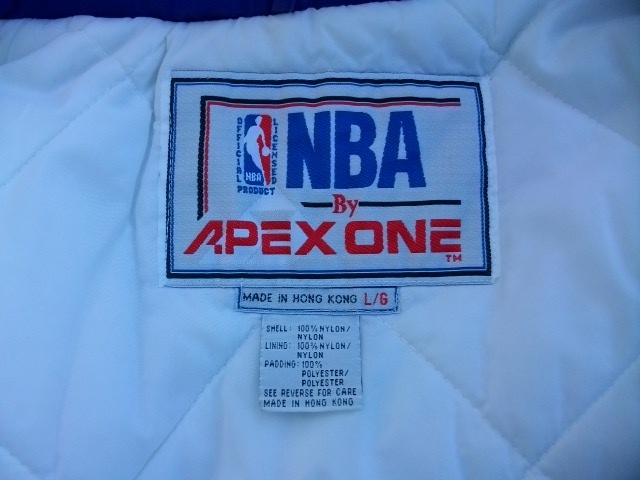 OFFICIAL
LICENSED
NBA
PRODUCT
NBA
By
APEX ONE TM
MADE IN HONG KONG L/G
SHELL: 100% NYLON/
NYLON
LINING: 100% NYLON/
NYLON
PADDING: 100%
POLYESTER/
POLYESTER
SEE REVERSE FOR CARE
MADE IN HONG KONG